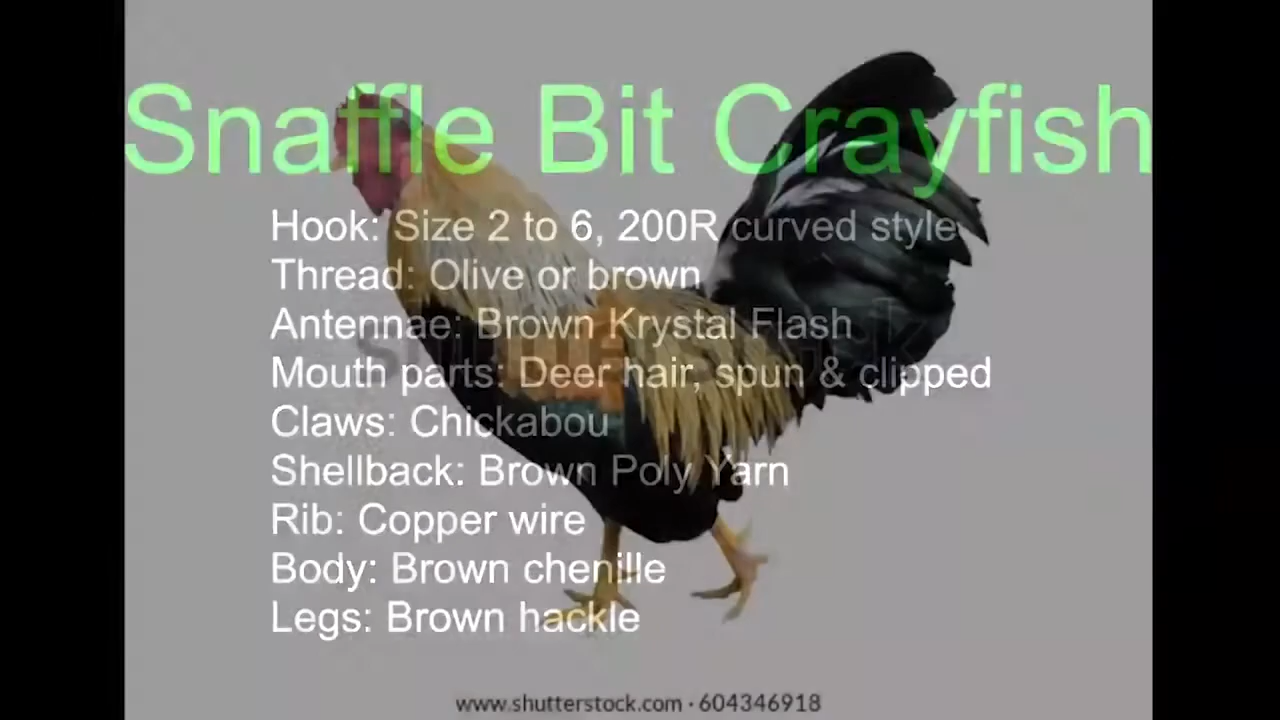 Snaffle Bit Crayfish
Hook: Size 2 to 6, 200R curved style
Thread: Olive or brown
Antennae: Brown Krystal Flash
Mouth parts: Deer hair, spun & clipped
Claws: Chickabou
Shellback: Brown Poly Yarn
Rib: Copper wire
Body: Brown chenille
Legs: Brown hackle
www.shutterstock.com · 604346918